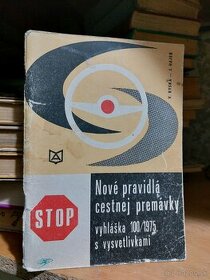 STOP
Nové pravidlá
cestnej premávky
vyhláška 100/1975
s vysvetlivkami